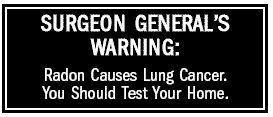 SURGEON GENERAL'S
WARNING:
Radon Causes Lung Cancer.
You Should Test Your Home.